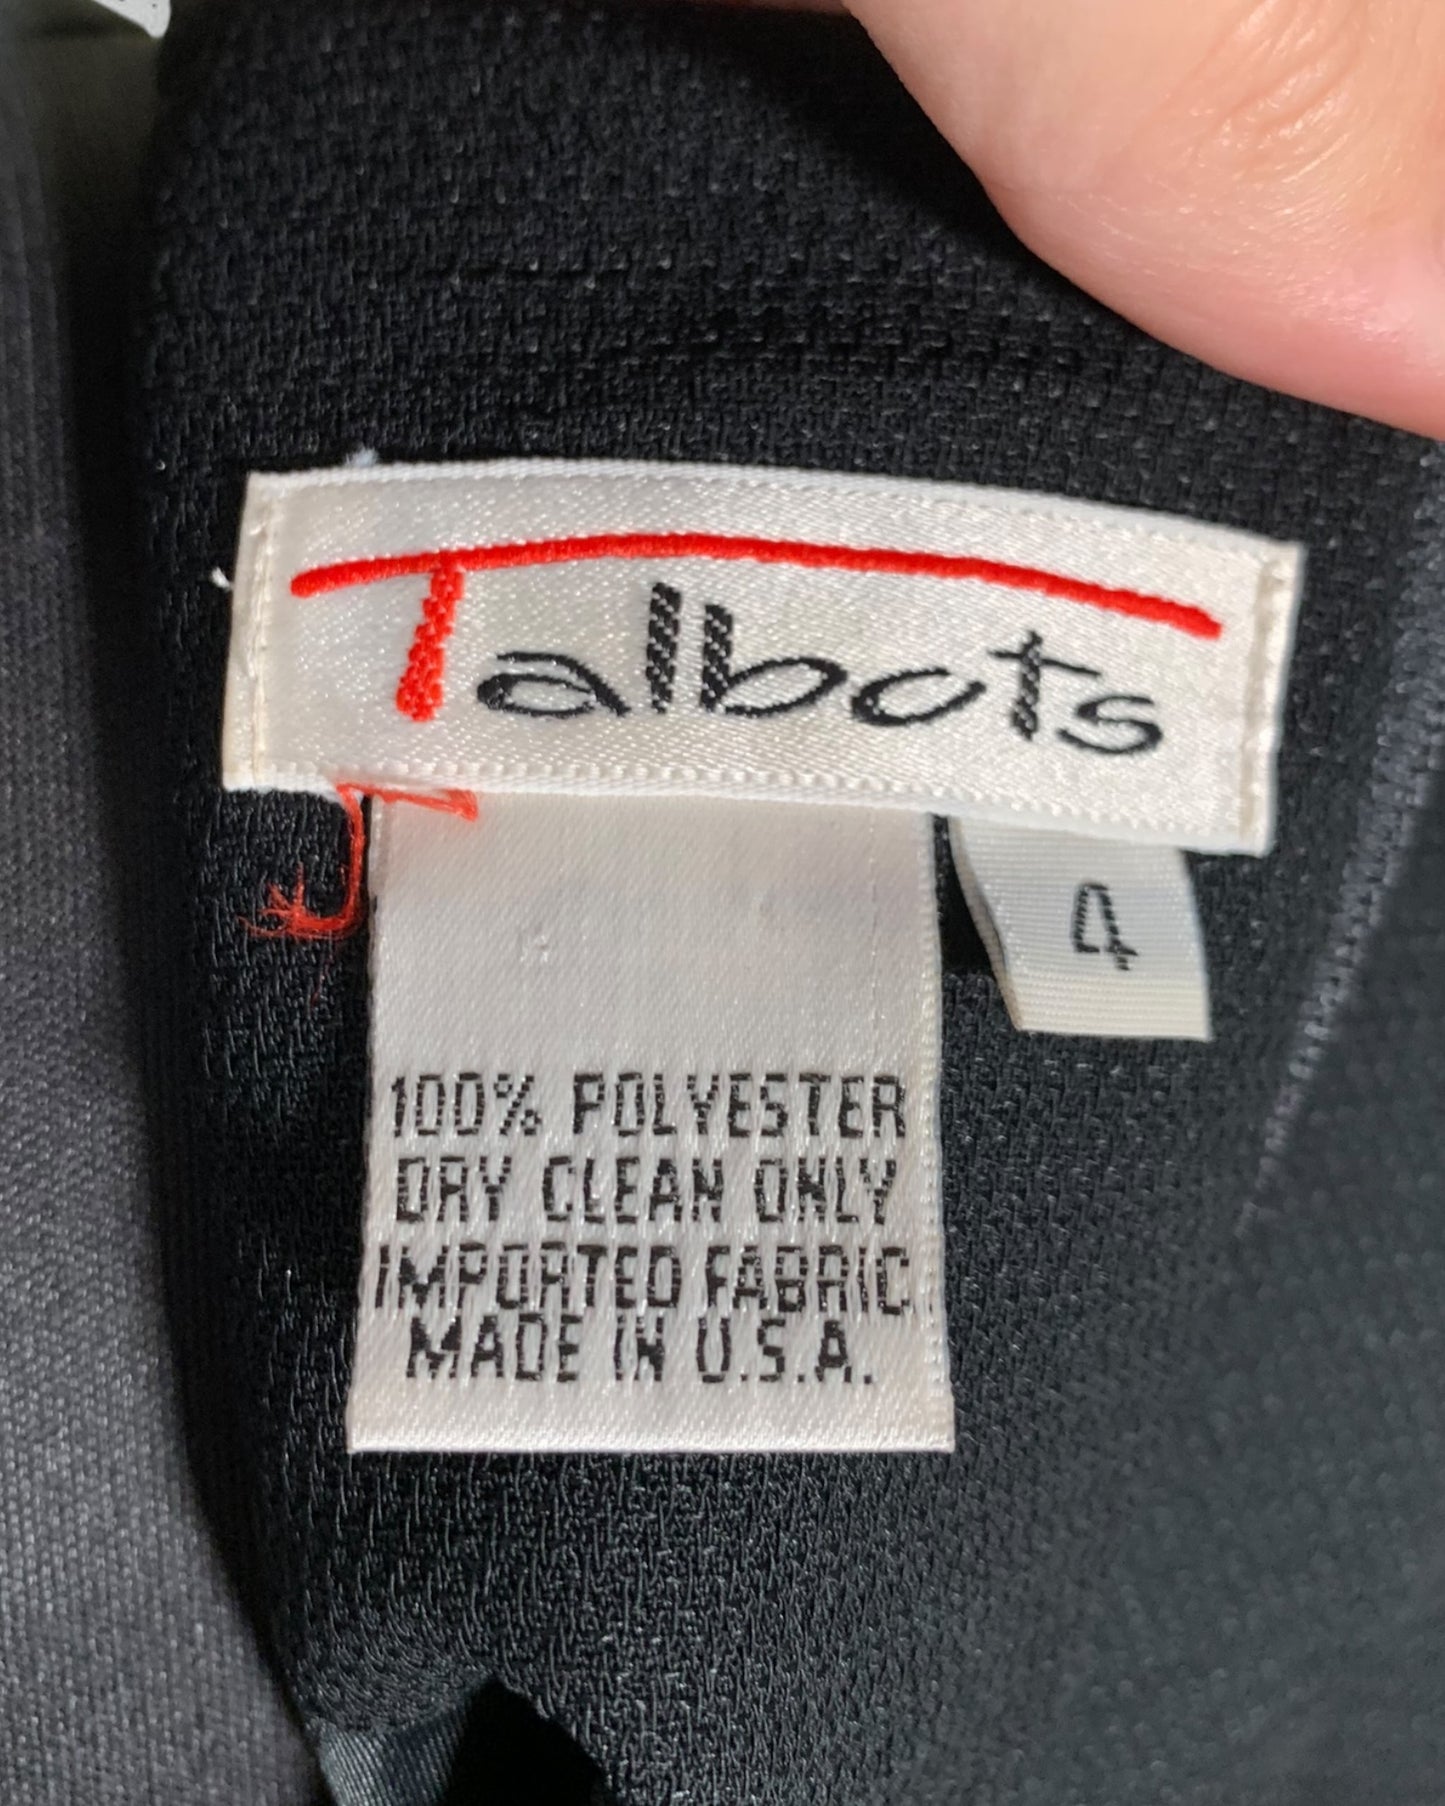 Talbots
4
100% POLYESTER
DRY CLEAN ONLY
IMPORTED FABRIC
MADE IN U.S.A.